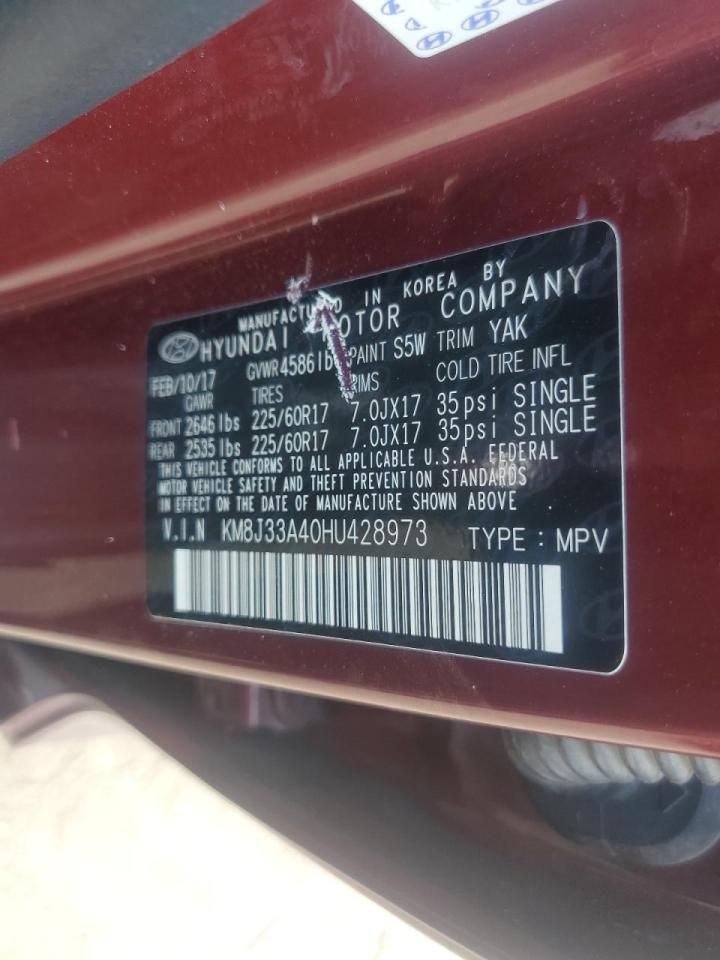 MANUFACTURED IN KOREA BY
HYUNDAI MOTOR COMPANY
FEB/10/17 GVWR 4586 lbs PAINT S5W TRIM YAK
GAWR TIRES RIMS COLD TIRE INFL
FRONT 2646 lbs 225/60R17 7.0JX17 35psi SINGLE
REAR 2535 lbs 225/60R17 7.0JX17 35psi SINGLE
THIS VEHICLE CONFORMS TO ALL APPLICABLE U.S.A. FEDERAL
MOTOR VEHICLE SAFETY AND THEFT PREVENTION STANDARDS
IN EFFECT ON THE DATE OF MANUFACTURE SHOWN ABOVE
V.I.N KM8J33A40HU428973 TYPE : MPV